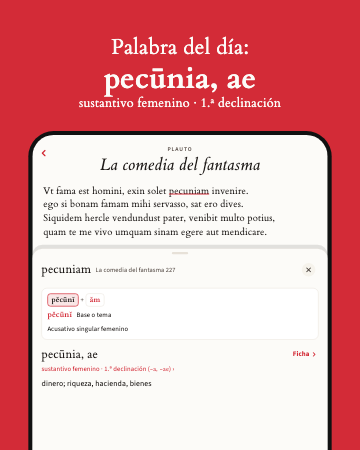 Palabra del día:
pecūnia, ae
sustantivo femenino · 1.ª declinación
PLAUTO
La comedia del fantasma
Vt fama est homini, exin solet pecuniam invenire.
ego si bonam famam mihi servasso, sat ero dives.
Siquidem hercle vendundust pater, venibit multo potius,
quam te me vivo umquam sinam egere aut mendicare.
pecuniam La comedia del fantasma 227
pĕcūnĭ + ăm
pĕcūnĭ Base o tema
Acusativo singular femenino
pecūnia, ae Ficha ›
sustantivo femenino · 1.ª declinación (-a, -ae) ›
dinero; riqueza, hacienda, bienes